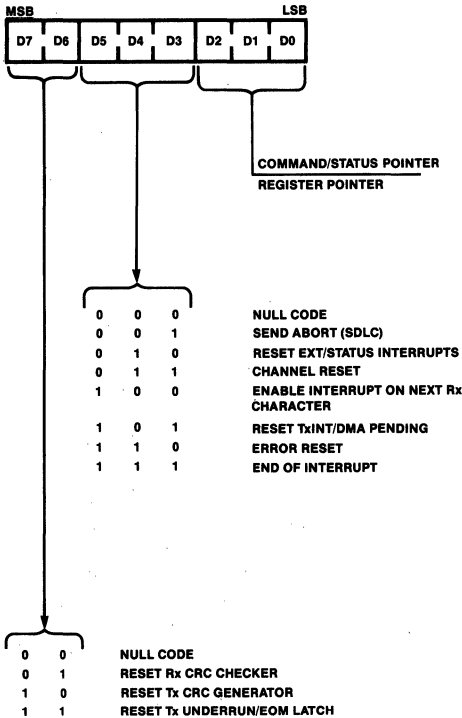 MSB LSB
D7 D6 D5 D4 D3 D2 D1 D0
COMMAND/STATUS POINTER
REGISTER POINTER
0 0 0 NULL CODE
0 0 1 SEND ABORT (SDLC)
0 1 0 RESET EXT/STATUS INTERRUPTS
0 1 1 CHANNEL RESET
1 0 0 ENABLE INTERRUPT ON NEXT Rx
CHARACTER
1 0 1 RESET TxINT/DMA PENDING
1 1 0 ERROR RESET
1 1 1 END OF INTERRUPT
0 0 NULL CODE
0 1 RESET Rx CRC CHECKER
1 0 RESET Tx CRC GENERATOR
1 1 RESET Tx UNDERRUN/EOM LATCH